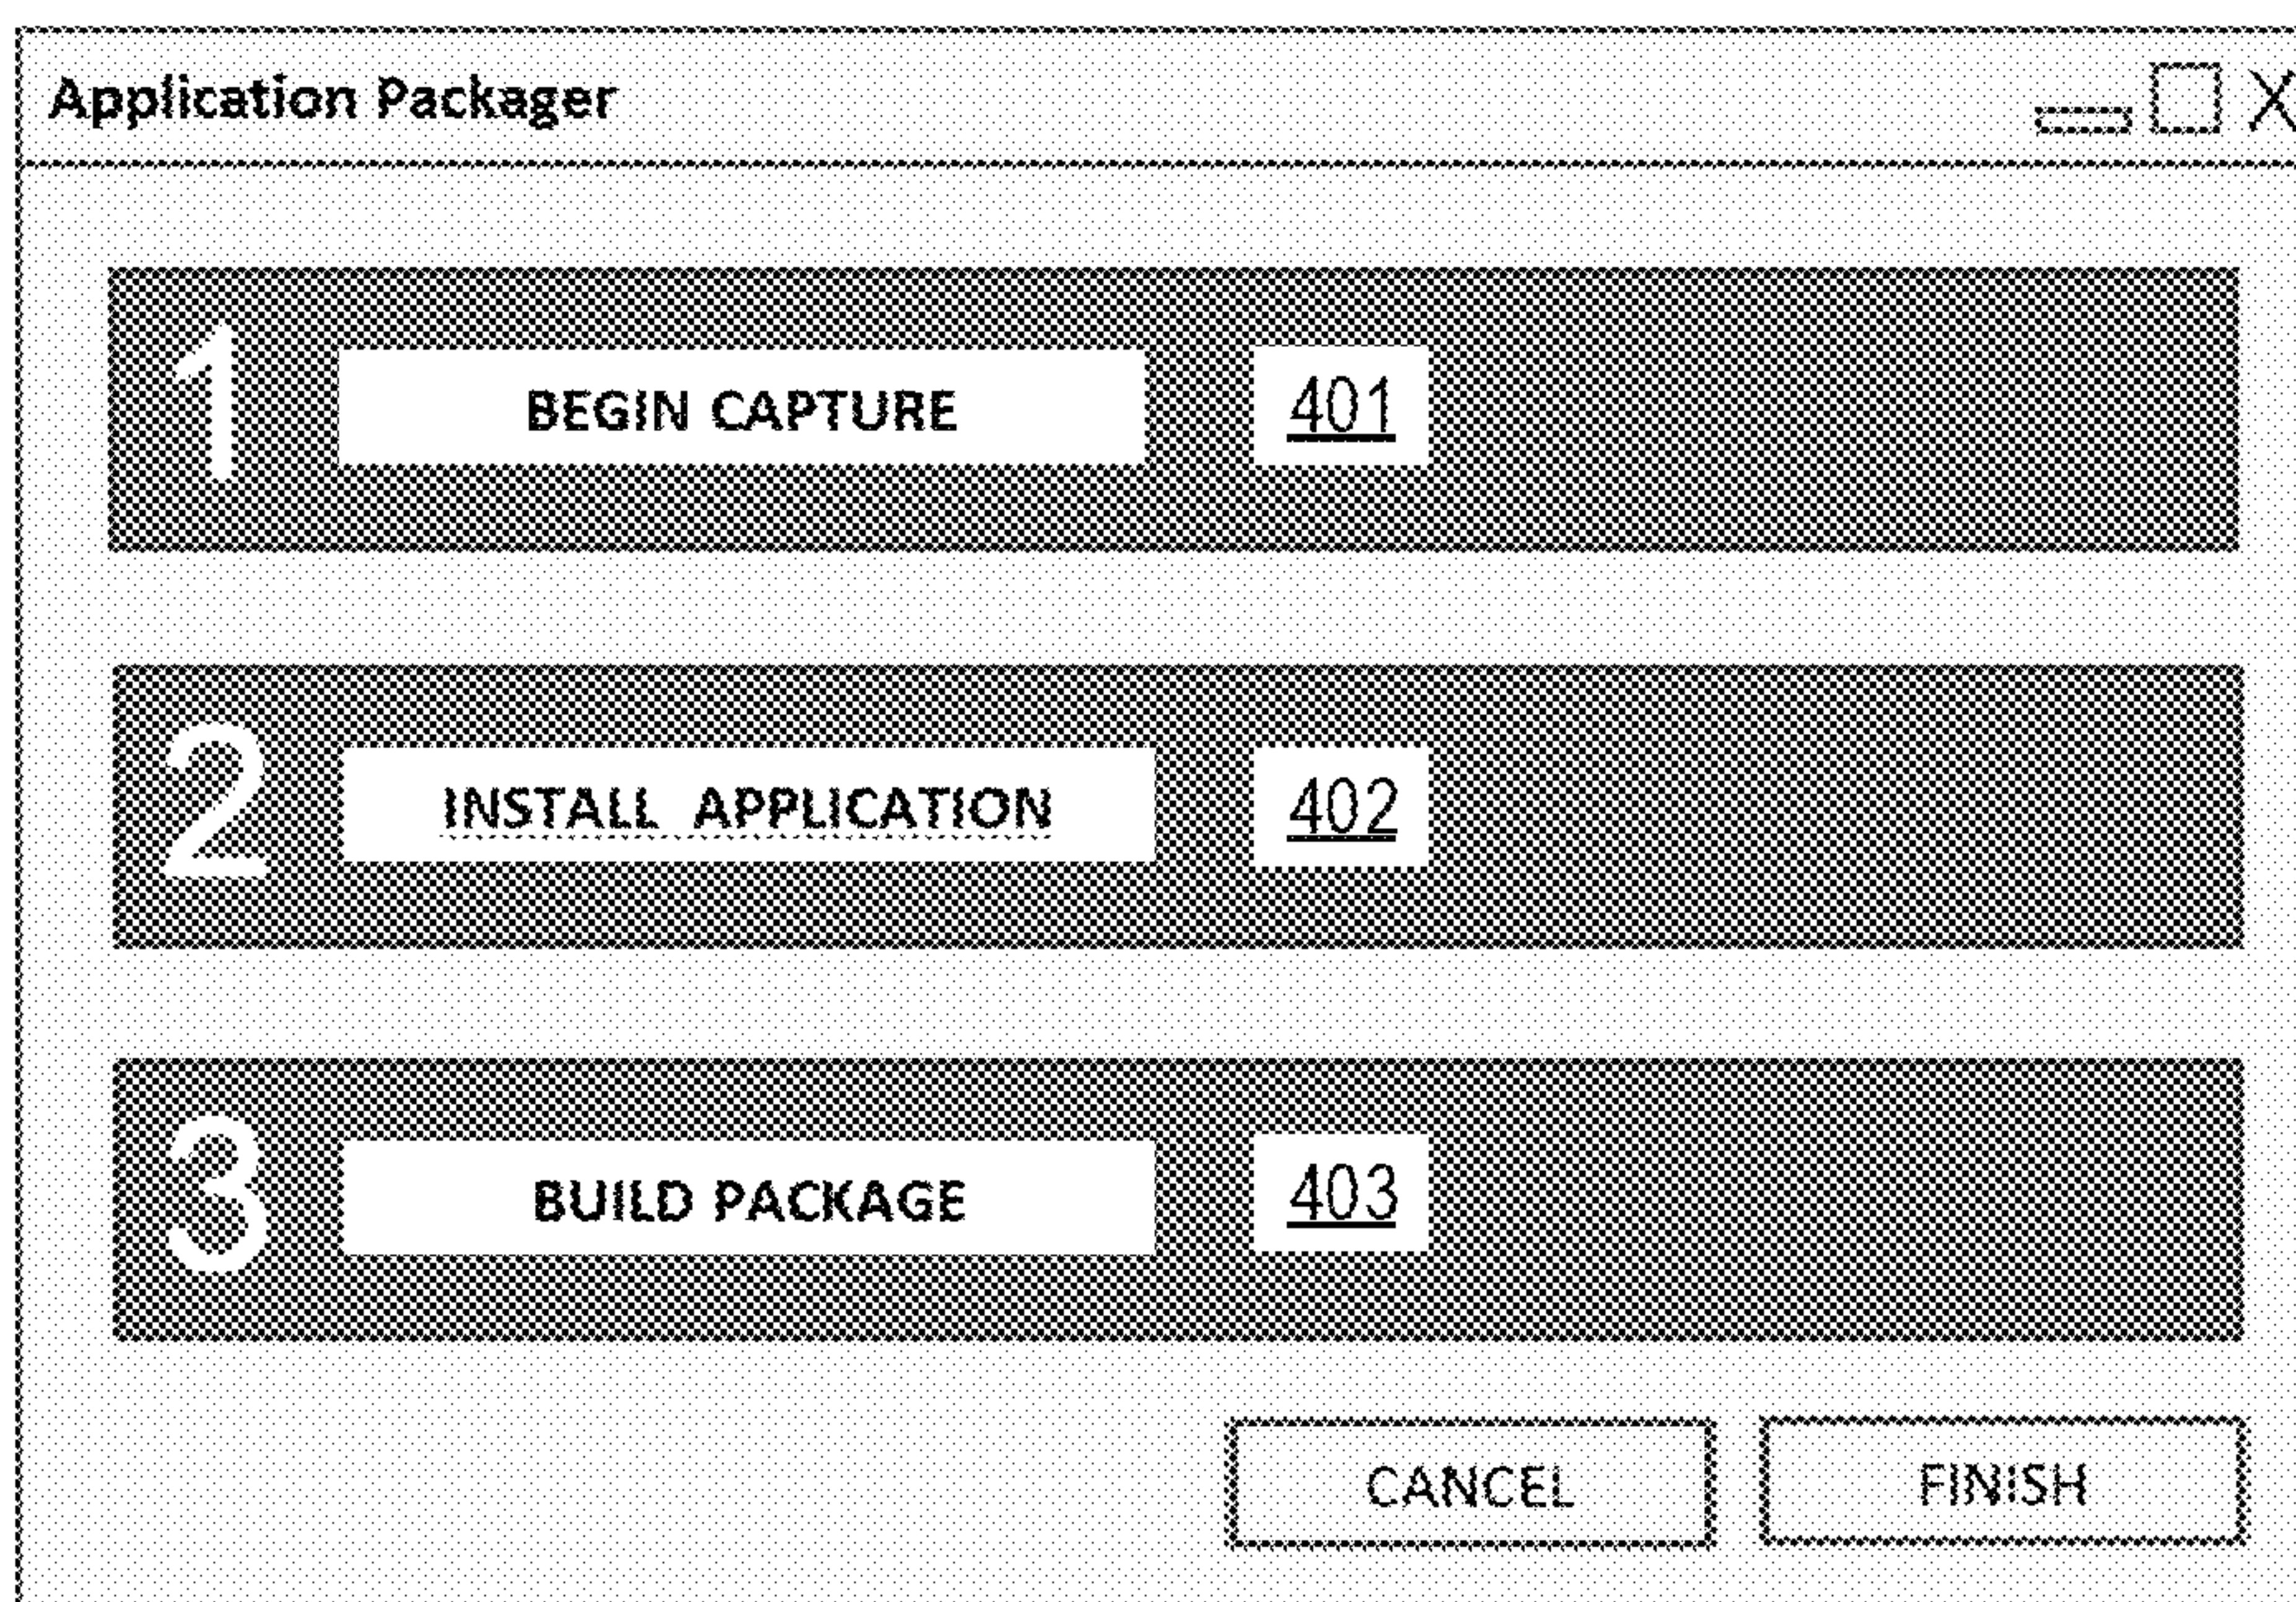 Application Packager X
1 BEGIN CAPTURE 401
2 INSTALL APPLICATION 402
3 BUILD PACKAGE 403
CANCEL FINISH